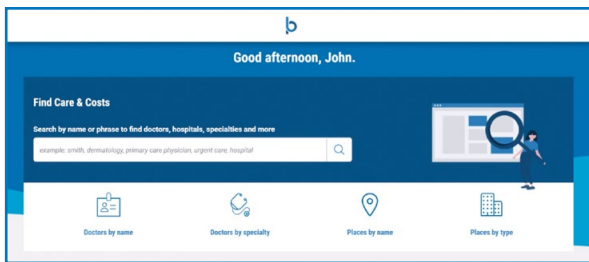 b
Good afternoon, John.
Find Care & Costs
Search by name or phrase to find doctors, hospitals, specialties and more
example: smith, dermatology, primary care physician, urgent care, hospital
Doctors by name
Doctors by specialty
Places by name
Places by type